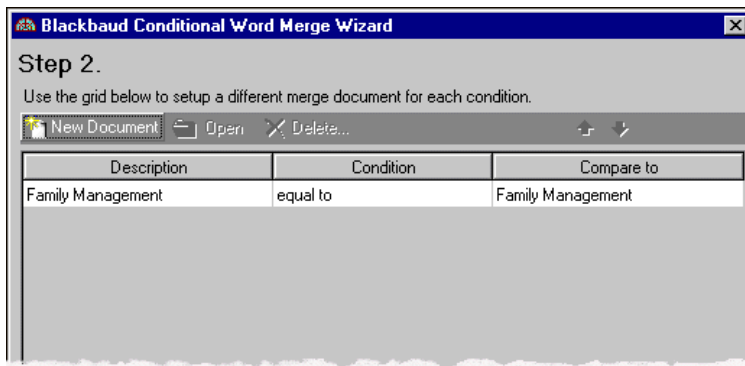 Blackbaud Conditional Word Merge Wizard
Step 2.
Use the grid below to setup a different merge document for each condition.
New Document Open Delete...
Description Condition Compare to
Family Management equal to Family Management